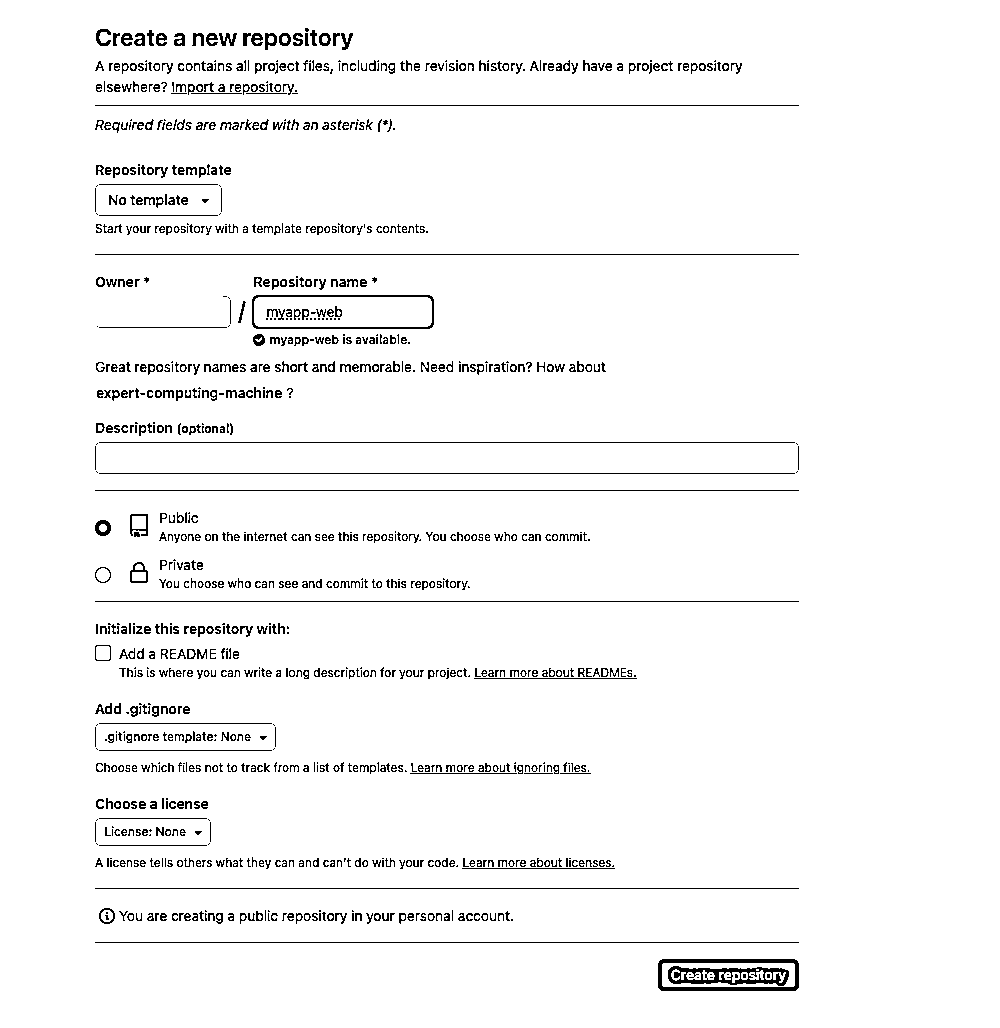 Create a new repository
A repository contains all project files, including the revision history. Already have a project repository
elsewhere? Import a repository.
Required fields are marked with an asterisk (*).
Repository template
No template
Start your repository with a template repository's contents.
Owner *
Repository name *
/
myapp-web
myapp-web is available.
Great repository names are short and memorable. Need inspiration? How about
expert-computing-machine ?
Description (optional)
Public
Anyone on the internet can see this repository. You choose who can commit.
Private
You choose who can see and commit to this repository.
Initialize this repository with:
Add a README file
This is where you can write a long description for your project. Learn more about READMEs.
Add .gitignore
.gitignore template: None
Choose which files not to track from a list of templates. Learn more about ignoring files.
Choose a license
License: None
A license tells others what they can and can't do with your code. Learn more about licenses.
You are creating a public repository in your personal account.
Create repository